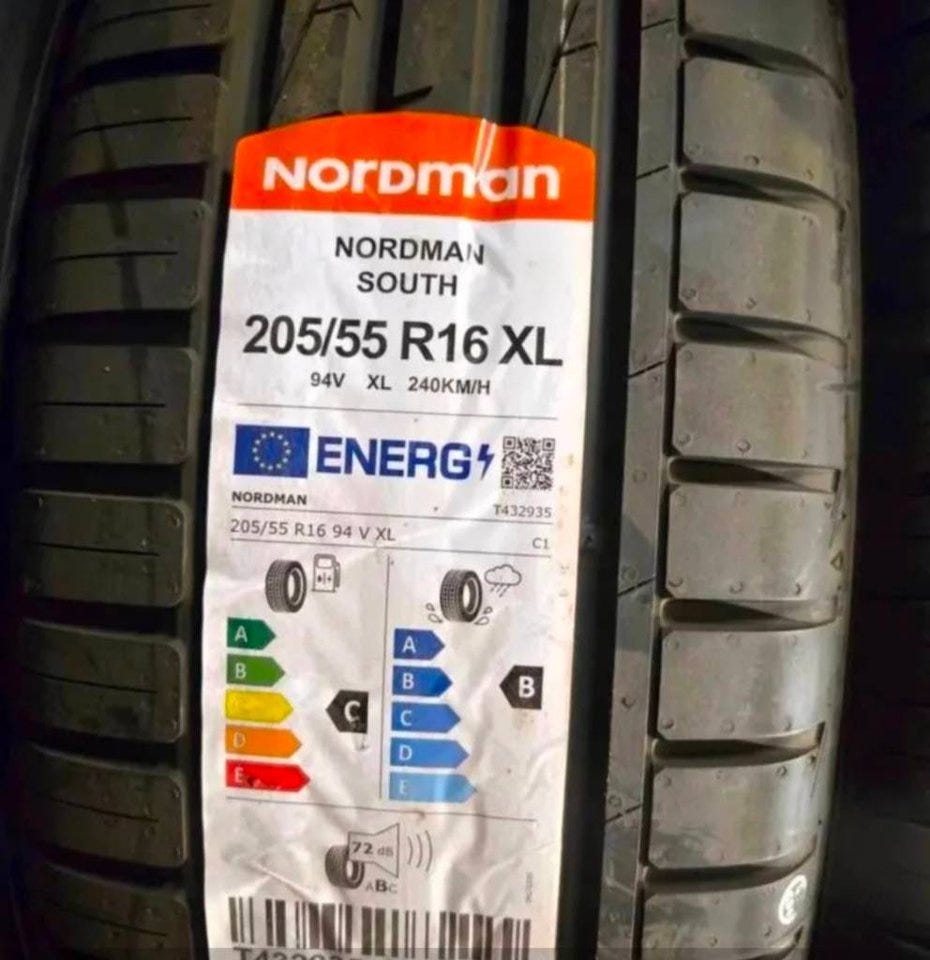 NORDMAN
NORDMAN
SOUTH
205/55 R16 XL
94V XL 240KM/H
ENERG
NORDMAN
T432935
205/55 R16 94 V XL
C1
A
B
D
E
C
A
B
C
D
E
B
72 dB
ABC